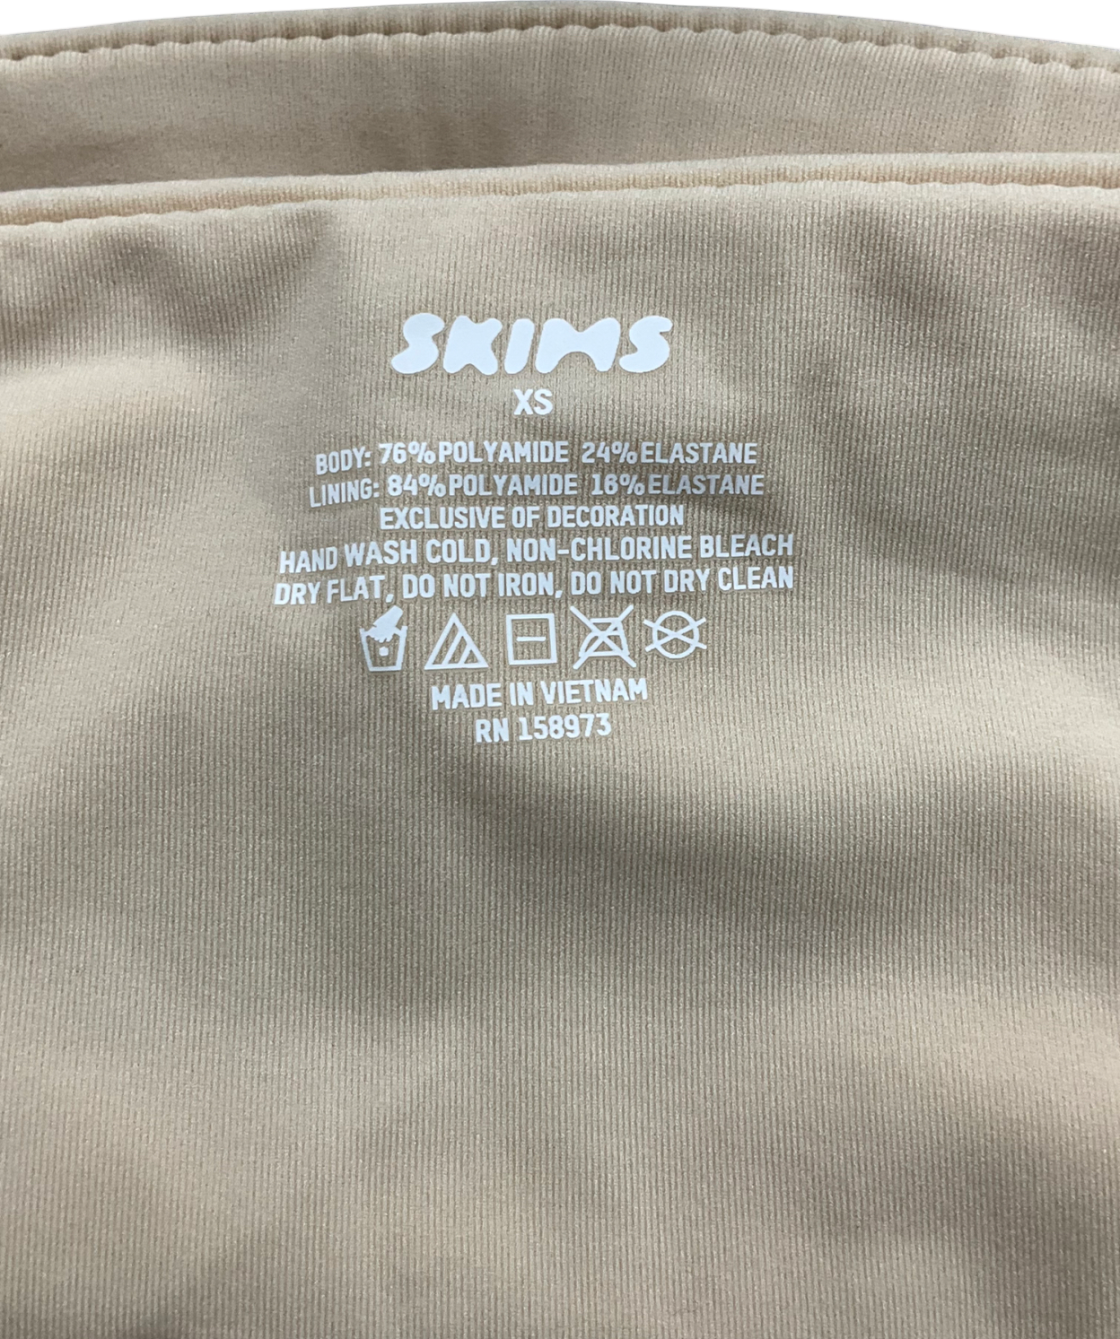 SKIMS
XS
BODY: 76% POLYAMIDE 24% ELASTANE
LINING: 84% POLYAMIDE 16% ELASTANE
EXCLUSIVE OF DECORATION
HAND WASH COLD, NON-CHLORINE BLEACH
DRY FLAT, DO NOT IRON, DO NOT DRY CLEAN
MADE IN VIETNAM
RN 158973